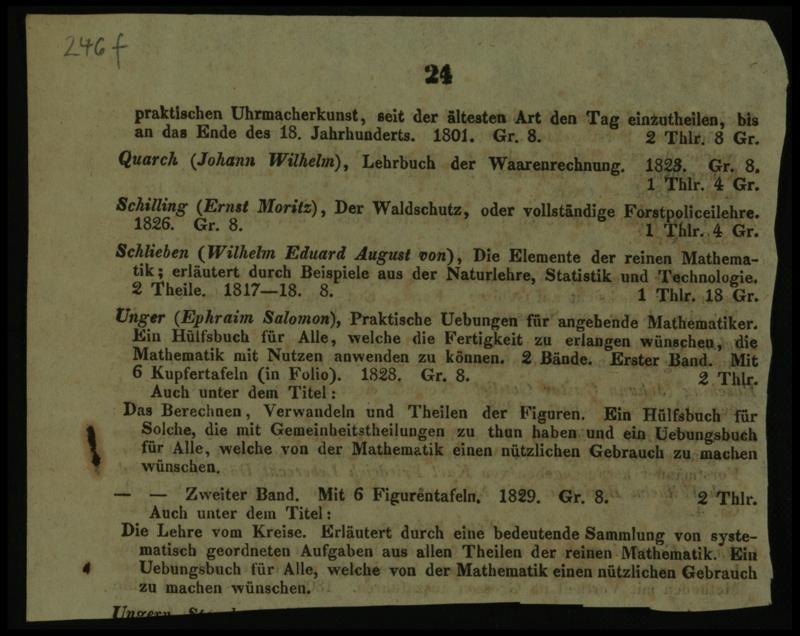 246 f
24
praktischen Uhrmacherkunst, seit der ältesten Art den Tag einzutheilen, bis
an das Ende des 18. Jahrhunderts. 1801. Gr. 8. 2 Thlr. 8 Gr.
Quarch (Johann Wilhelm), Lehrbuch der Waarenrechnung. 1823. Gr. 8.
1 Thlr. 4 Gr.
Schilling (Ernst Moritz), Der Waldschutz, oder vollständige Forstpoliceilehre.
1826. Gr. 8. 1 Thlr. 4 Gr.
Schlieben (Wilhelm Eduard August von), Die Elemente der reinen Mathema-
tik; erläutert durch Beispiele aus der Naturlehre, Statistik und Technologie.
2 Theile. 1817—18. 8. 1 Thlr. 18 Gr.
Unger (Ephraim Salomon), Praktische Uebungen für angehende Mathematiker.
Ein Hülfsbuch für Alle, welche die Fertigkeit zu erlangen wünschen, die
Mathematik mit Nutzen anwenden zu können. 2 Bände. Erster Band. Mit
6 Kupfertafeln (in Folio). 1828. Gr. 8. 2 Thlr.
Auch unter dem Titel:
Das Berechnen, Verwandeln und Theilen der Figuren. Ein Hülfsbuch für
Solche, die mit Gemeinheitstheilungen zu thun haben und ein Uebungsbuch
für Alle, welche von der Mathematik einen nützlichen Gebrauch zu machen
wünschen.
— — Zweiter Band. Mit 6 Figurentafeln. 1829. Gr. 8. 2 Thlr.
Auch unter dem Titel:
Die Lehre vom Kreise. Erläutert durch eine bedeutende Sammlung von syste-
matisch geordneten Aufgaben aus allen Theilen der reinen Mathematik. Ein
Uebungsbuch für Alle, welche von der Mathematik einen nützlichen Gebrauch
zu machen wünschen.